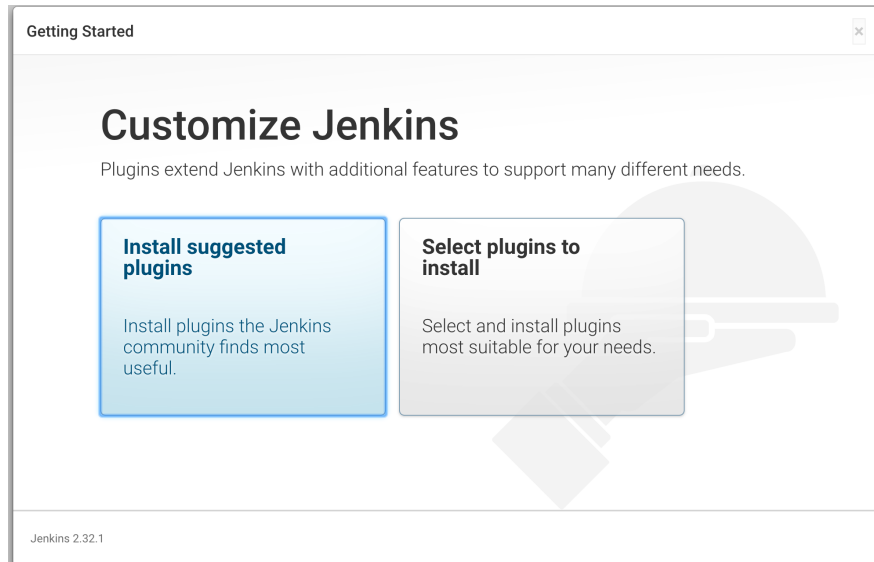 Getting Started
×
Customize Jenkins
Plugins extend Jenkins with additional features to support many different needs.
Install suggested
plugins
Install plugins the Jenkins
community finds most
useful.
Select plugins to
install
Select and install plugins
most suitable for your needs.
Jenkins 2.32.1